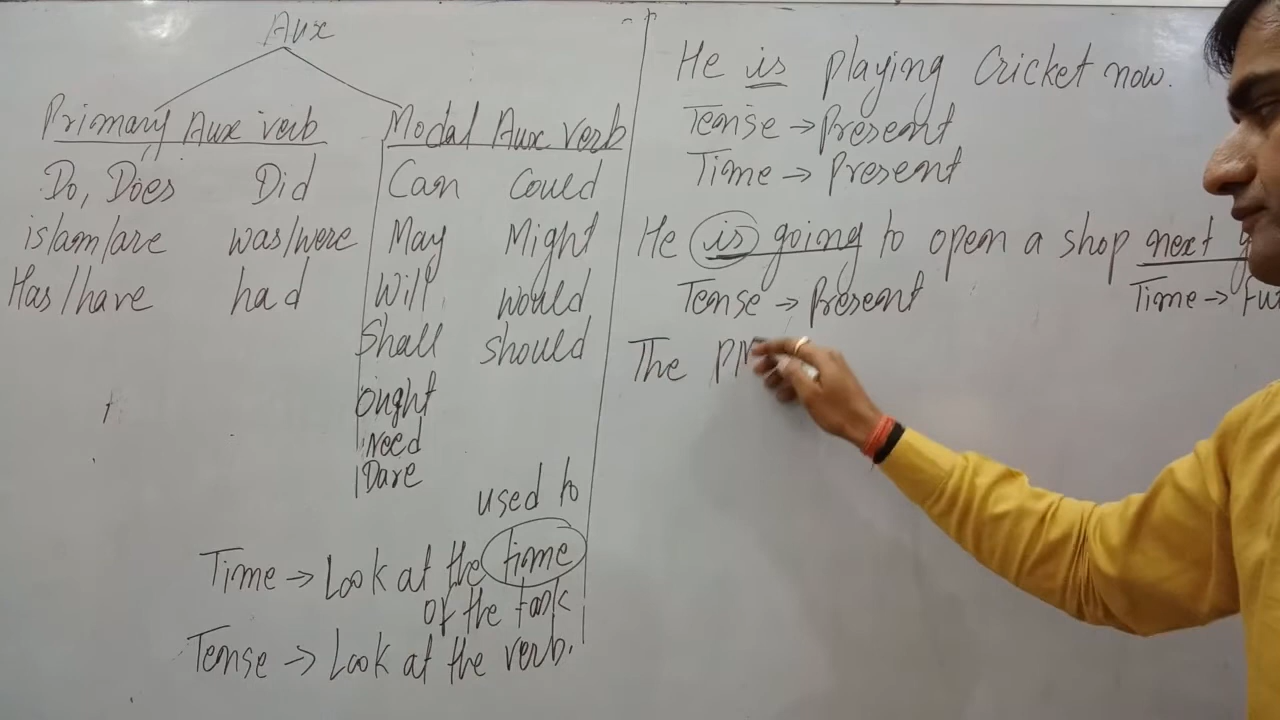 Aux
Primary Aux verb
Do, Does Did
is/am/are was/were
Has/have had
Modal Aux Verb
Can Could
May Might
Will would
Shall should
ought
Need
Dare
used to
Time → Look at the time
of the task
Tense → Look at the verb.
He is playing Cricket now.
Tense → Present
Time → Present
He is going to open a shop next
Tense → Present Time →
The PM